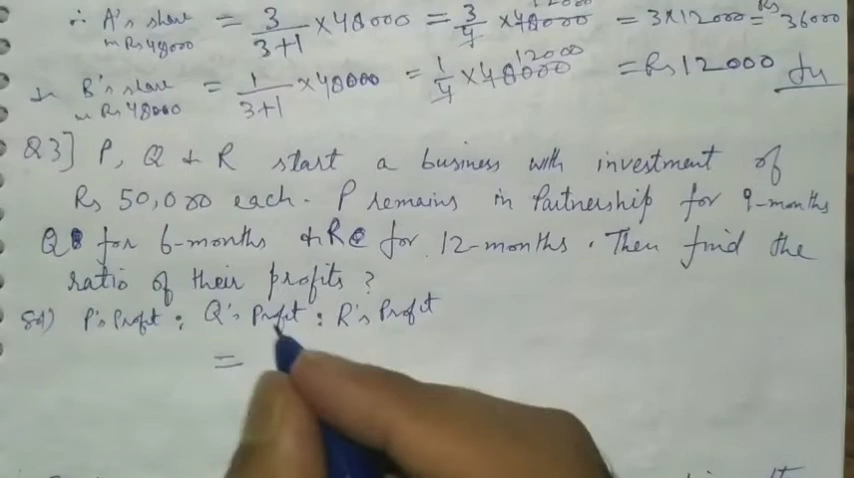 ∴ A's share = 3/3+1 × 48000 = 3/4 × 48000 = 3×12000 = Rs 36000
in Rs 48000
12000
& B's share = 1/3+1 × 48000 = 1/4 × 48000 = Rs 12000
in Rs 48000
Q3] P, Q & R start a business with investment of
Rs 50,000 each. P remains in Partnership for 9-months
Q for 6-months & R for 12-months. Then find the
ratio of their profits?
Sol) P's Profit : Q's Profit : R's Profit
=